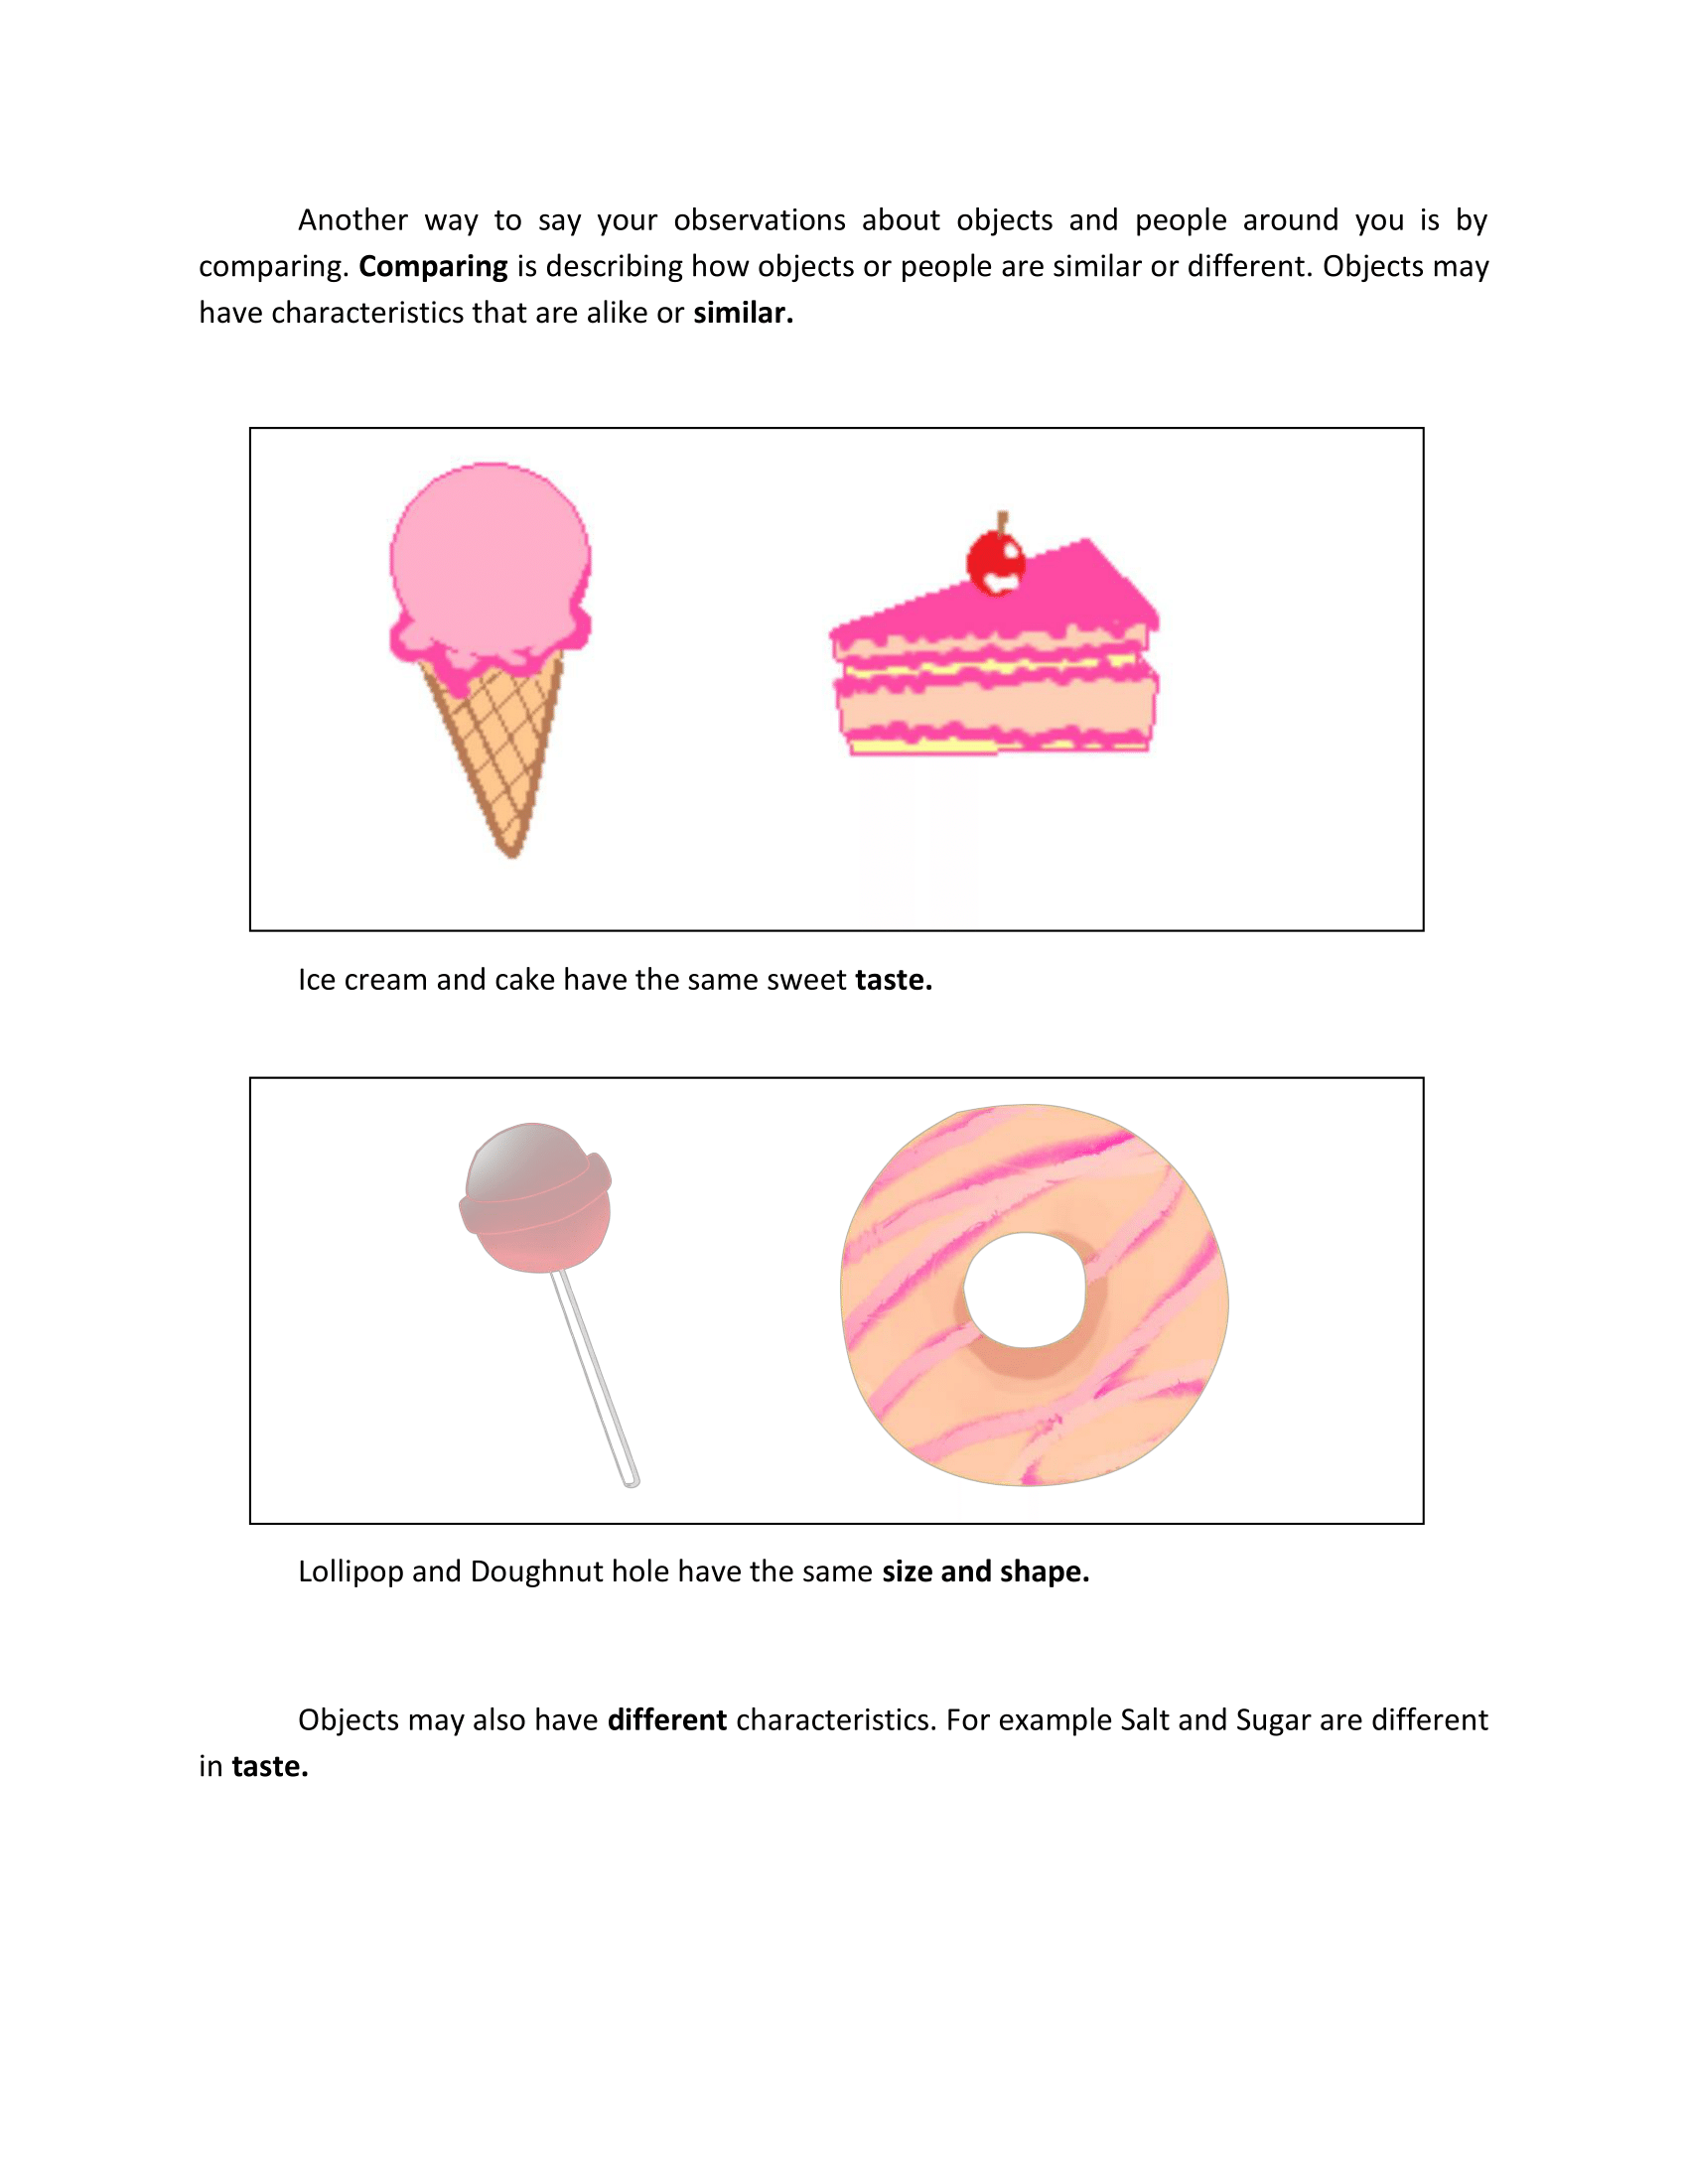 Another way to say your observations about objects and people around you is by
comparing. Comparing is describing how objects or people are similar or different. Objects may
have characteristics that are alike or similar.
Ice cream and cake have the same sweet taste.
Lollipop and Doughnut hole have the same size and shape.
Objects may also have different characteristics. For example Salt and Sugar are different
in taste.